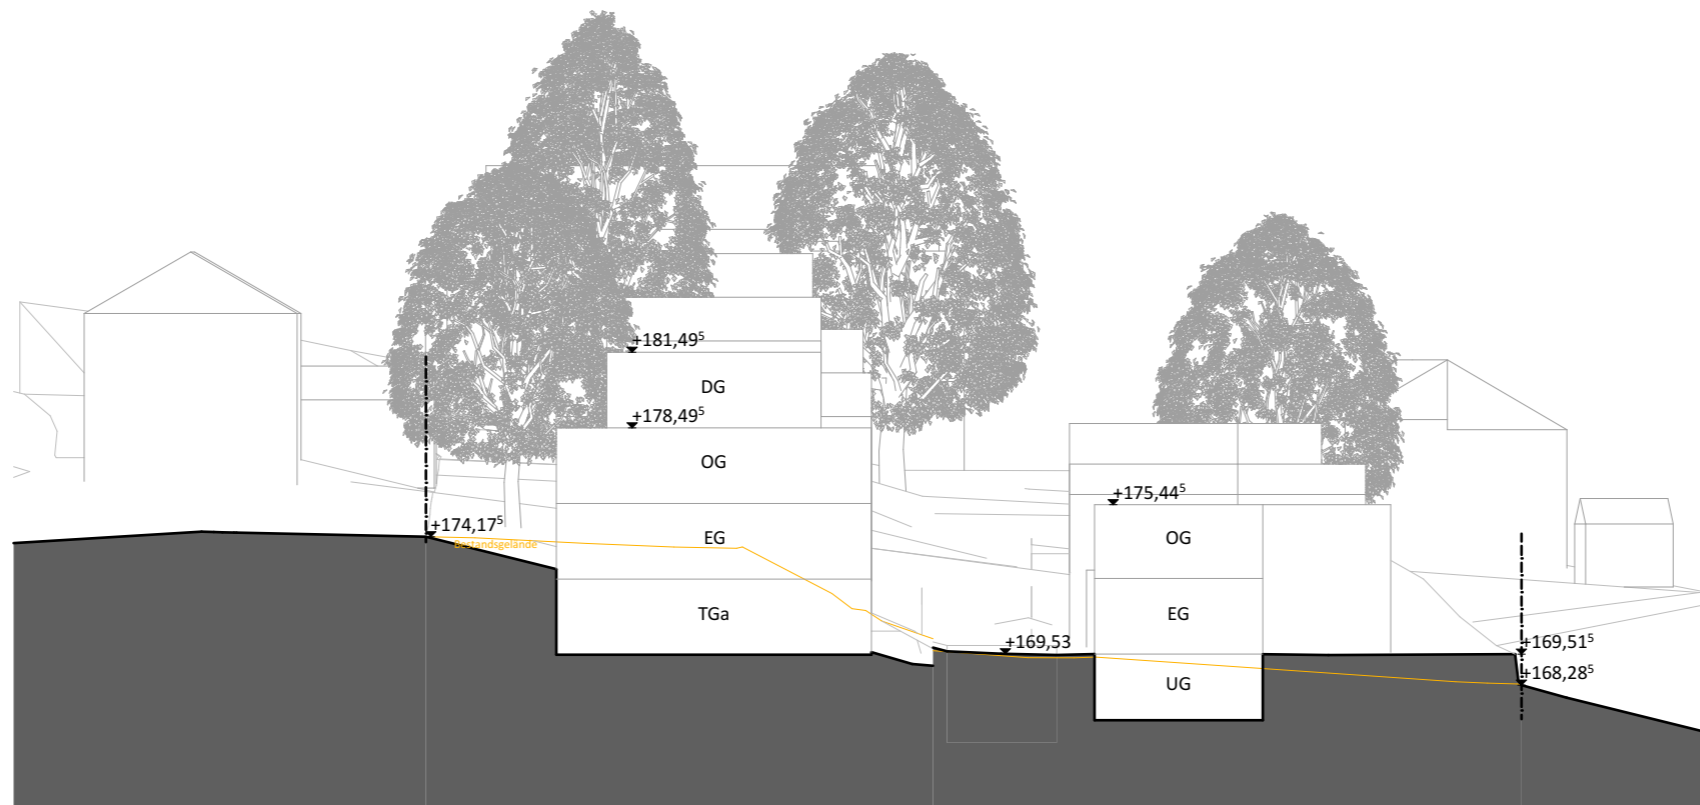 +181,49⁵
DG
+178,49⁵
OG
+175,44⁵
+174,17⁵
Bestandsgelände
EG
OG
TGa
EG
+169,53
+169,51⁵
+168,28⁵
UG